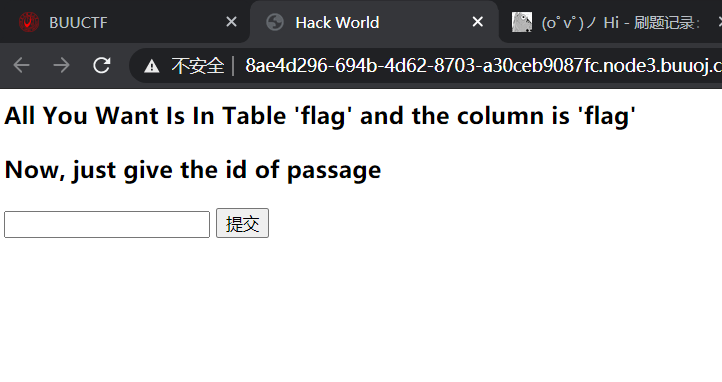 BUUCTF
Hack World
(oﾟvﾟ)ノ Hi - 刷题记录:
不安全 | 8ae4d296-694b-4d62-8703-a30ceb9087fc.node3.buuoj.c
All You Want Is In Table 'flag' and the column is 'flag'
Now, just give the id of passage
提交